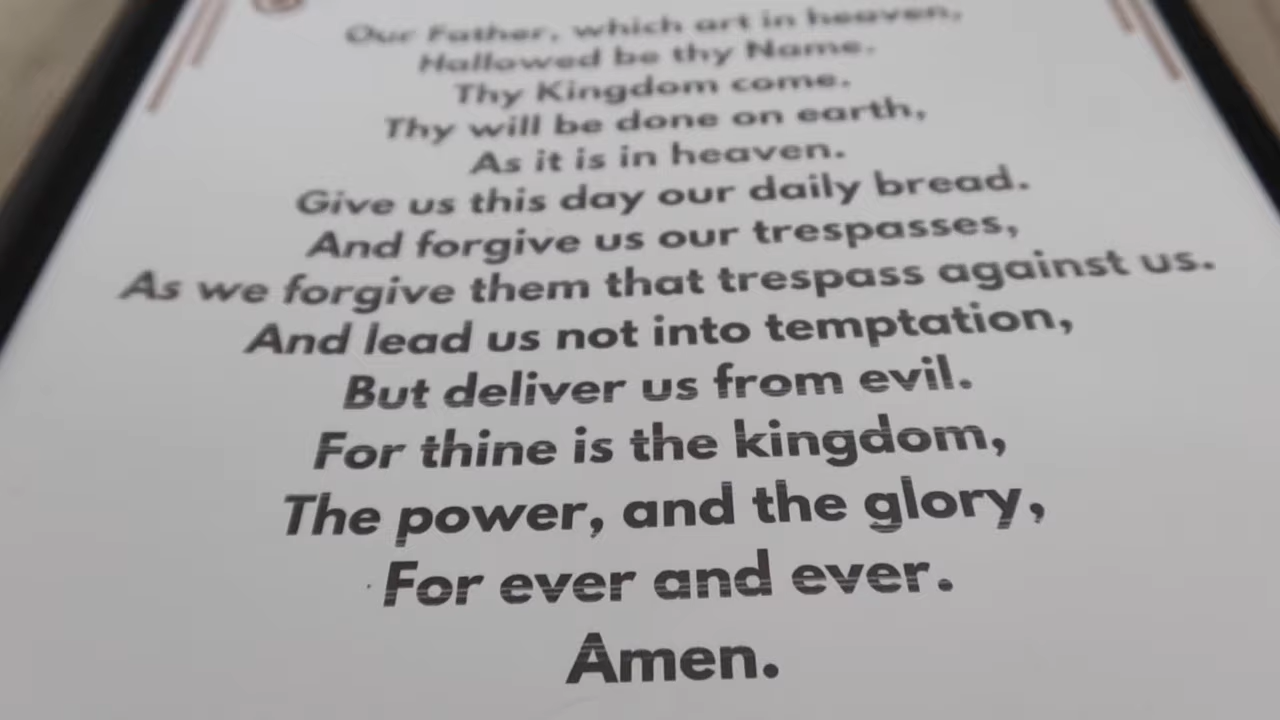 Our Father, which art in heaven,
Hallowed be thy Name.
Thy Kingdom come.
Thy will be done on earth,
As it is in heaven.
Give us this day our daily bread.
And forgive us our trespasses,
As we forgive them that trespass against us.
And lead us not into temptation,
But deliver us from evil.
For thine is the kingdom,
The power, and the glory,
For ever and ever.
Amen.